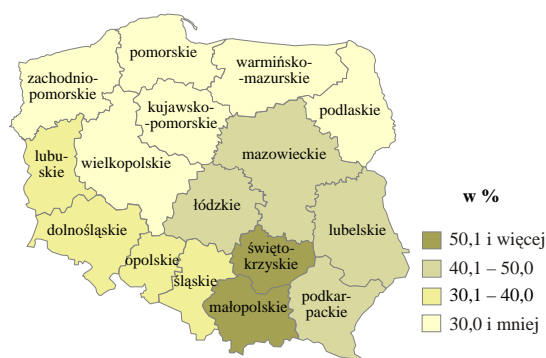 pomorskie
warmińsko-
-mazurskie
zachodnio-
pomorskie
podlaskie
kujawsko-
-pomorskie
mazowieckie
lubu-
skie
wielkopolskie
łódzkie
lubelskie
dolnośląskie
opolskie
śląskie
święto-
krzyskie
małopolskie
podkar-
packie
w %
50,1 i więcej
40,1 – 50,0
30,1 – 40,0
30,0 i mniej